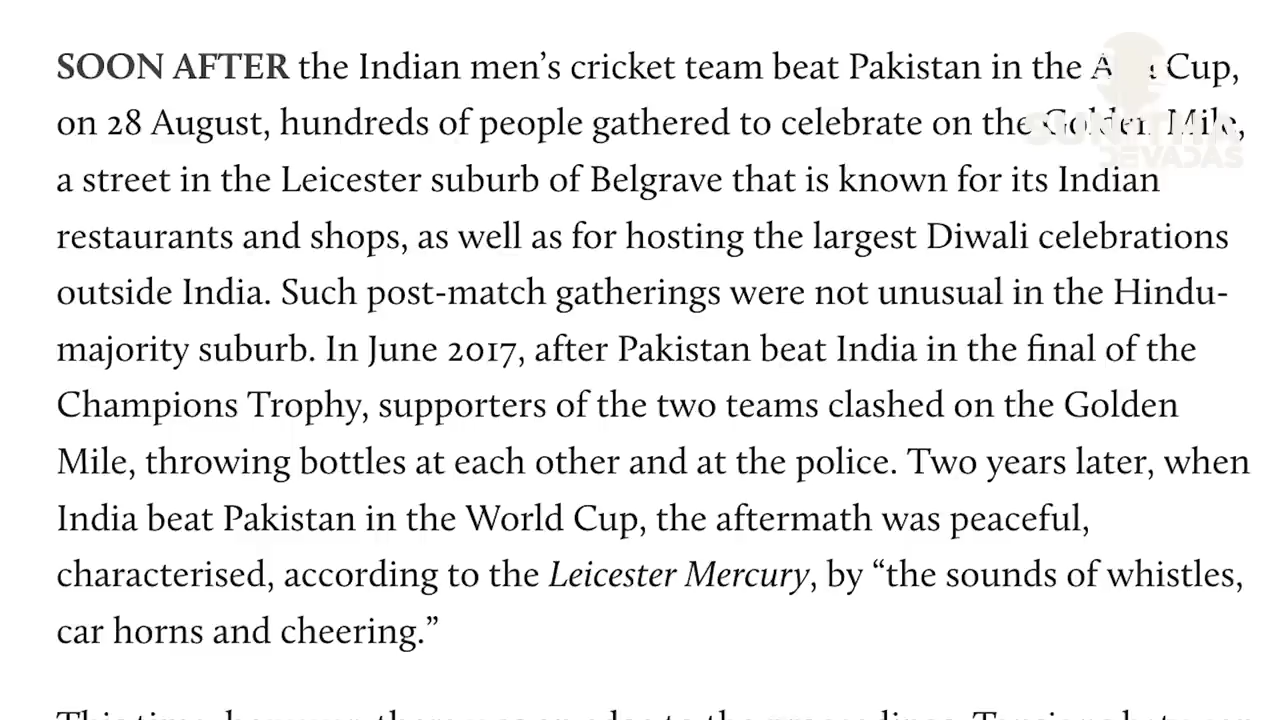 SOON AFTER the Indian men’s cricket team beat Pakistan in the Asia Cup,
on 28 August, hundreds of people gathered to celebrate on the Golden Mile,
a street in the Leicester suburb of Belgrave that is known for its Indian
restaurants and shops, as well as for hosting the largest Diwali celebrations
outside India. Such post-match gatherings were not unusual in the Hindu-
majority suburb. In June 2017, after Pakistan beat India in the final of the
Champions Trophy, supporters of the two teams clashed on the Golden
Mile, throwing bottles at each other and at the police. Two years later, when
India beat Pakistan in the World Cup, the aftermath was peaceful,
characterised, according to the Leicester Mercury, by “the sounds of whistles,
car horns and cheering.”
DEVADAS